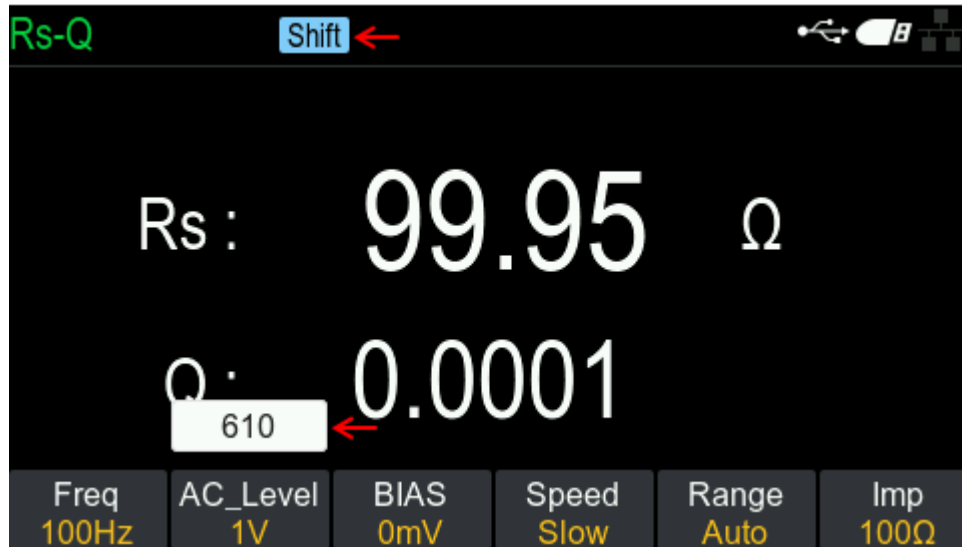 Rs-Q Shift
Rs : 99.95 Ω
Q : 0.0001
610
Freq AC_Level BIAS Speed Range Imp
100Hz 1V 0mV Slow Auto 100Ω